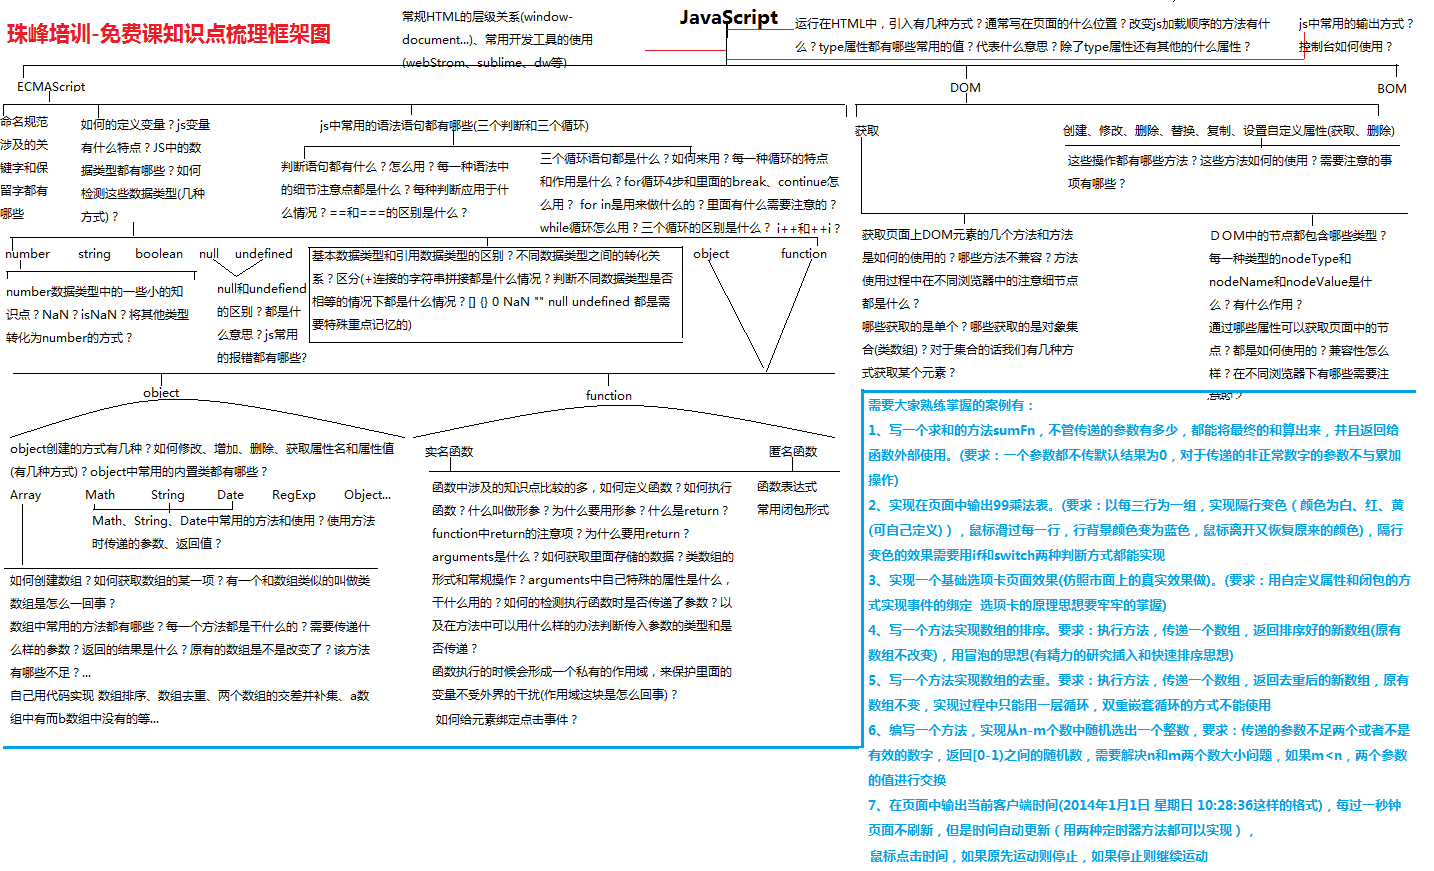 珠峰培训-免费课知识点梳理框架图
常规HTML的层级关系(window-
document...)、常用开发工具的使用
(webStrom、sublime、dw等)
JavaScript
运行在HTML中，引入有几种方式？通常写在页面的什么位置？改变js加载顺序的方法有什
么？type属性都有哪些常用的值？代表什么意思？除了type属性还有其他的什么属性？
js中常用的输出方式？
控制台如何使用？
ECMAScript
DOM
BOM
命名规范
涉及的关
键字和保
留字都有
哪些
如何的定义变量？js变量
有什么特点？JS中的数
据类型都有哪些？如何
检测这些数据类型(几种
方式)？
js中常用的语法语句都有哪些(三个判断和三个循环)
判断语句都有什么？怎么用？每一种语法中
的细节注意点都是什么？每种判断应用于什
么情况？==和===的区别是什么？
三个循环语句都是什么？如何来用？每一种循环的特点
和作用是什么？for循环4步和里面的break、continue怎
么用？ for in是用来做什么的？里面有什么需要注意的？
while循环怎么用？三个循环的区别是什么？ i++和++i？
获取
创建、修改、删除、替换、复制、设置自定义属性(获取、删除)
这些操作都有哪些方法？这些方法如何的使用？需要注意的事
项有哪些？
number
string
boolean
null
undefined
基本数据类型和引用数据类型的区别？不同数据类型之间的转化关
系？区分(+连接的字符串拼接都是什么情况？判断不同数据类型是否
相等的情况下都是什么情况？[] {} 0 NaN "" null undefined 都是需
要特殊重点记忆的)
object
function
number数据类型中的一些小的知
识点？NaN？isNaN？将其他类型
转化为number的方式？
null和undefiend
的区别？都是什
么意思？js常用
的报错都有哪些?
获取页面上DOM元素的几个方法和方法
是如何的使用的？哪些方法不兼容？方法
使用过程中在不同浏览器中的注意细节点
都是什么？
哪些获取的是单个？哪些获取的是对象集
合(类数组)？对于集合的话我们有几种方
式获取某个元素？
ＤＯＭ中的节点都包含哪些类型？
每一种类型的nodeType和
nodeName和nodeValue是什
么？有什么作用？
通过哪些属性可以获取页面中的节
点？都是如何使用的？兼容性怎么
样？在不同浏览器下有哪些需要注
意的？
object
function
object创建的方式有几种？如何修改、增加、删除、获取属性名和属性值
(有几种方式)？object中常用的内置类都有哪些？
Array
Math
String
Date
RegExp
Object...
Math、String、Date中常用的方法和使用？使用方法
时传递的参数、返回值？
如何创建数组？如何获取数组的某一项？有一个和数组类似的叫做类
数组是怎么一回事？
数组中常用的方法都有哪些？每一个方法都是干什么的？需要传递什
么样的参数？返回的结果是什么？原有的数组是不是改变了？该方法
有哪些不足？...
自己用代码实现 数组排序、数组去重、两个数组的交差并补集、a数
组中有而b数组中没有的等...
实名函数
匿名函数
函数中涉及的知识点比较的多，如何定义函数？如何执行
函数？什么叫做形参？为什么要用形参？什么是return？
function中return的注意项？为什么要用return？
arguments是什么？如何获取里面存储的数据？类数组的
形式和常规操作？arguments中自己特殊的属性是什么，
干什么用的？如何的检测执行函数时是否传递了参数？以
及在方法中可以用什么样的办法判断传入参数的类型和是
否传递？
函数执行的时候会形成一个私有的作用域，来保护里面的
变量不受外界的干扰(作用域这块是怎么回事)？
如何给元素绑定点击事件？
函数表达式
常用闭包形式
需要大家熟练掌握的案例有：
1、写一个求和的方法sumFn，不管传递的参数有多少，都能将最终的和算出来，并且返回给
函数外部使用。(要求：一个参数都不传默认结果为0，对于传递的非正常数字的参数不与累加
操作)
2、实现在页面中输出99乘法表。(要求：以每三行为一组，实现隔行变色（颜色为白、红、黄
(可自己定义)），鼠标滑过每一行，行背景颜色变为蓝色，鼠标离开又恢复原来的颜色)，隔行
变色的效果需要用if和switch两种判断方式都能实现
3、实现一个基础选项卡页面效果(仿照市面上的真实效果做)。(要求：用自定义属性和闭包的方
式实现事件的绑定  选项卡的原理思想要牢牢的掌握)
4、写一个方法实现数组的排序。要求：执行方法，传递一个数组，返回排序好的新数组(原有
数组不改变)，用冒泡的思想(有精力的研究插入和快速排序思想)
5、写一个方法实现数组的去重。要求：执行方法，传递一个数组，返回去重后的新数组，原有
数组不变，实现过程中只能用一层循环，双重嵌套循环的方式不能使用
6、编写一个方法，实现从n-m个数中随机选出一个整数，要求：传递的参数不足两个或者不是
有效的数字，返回[0-1)之间的随机数，需要解决n和m两个数大小问题，如果m<n，两个参数
的值进行交换
7、在页面中输出当前客户端时间(2014年1月1日 星期日 10:28:36这样的格式)，每过一秒钟
页面不刷新，但是时间自动更新（用两种定时器方法都可以实现），
鼠标点击时间，如果原先运动则停止，如果停止则继续运动